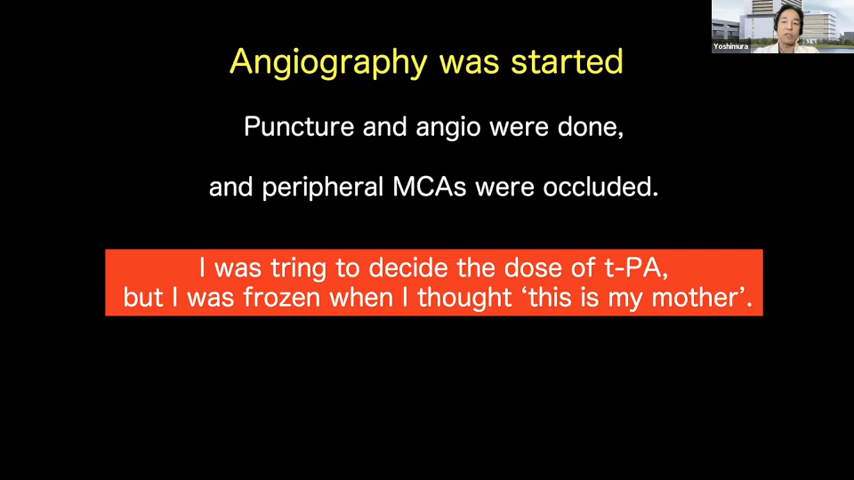 Angiography was started
Puncture and angio were done,
and peripheral MCAs were occluded.
I was tring to decide the dose of t-PA,
but I was frozen when I thought ‘this is my mother’.
Yoshimura